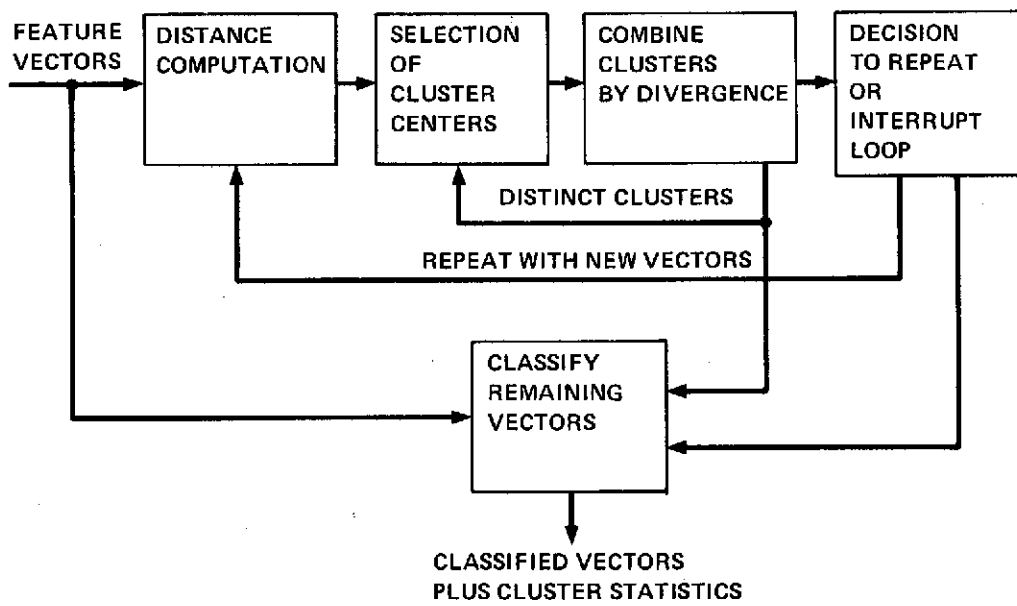 FEATURE
VECTORS
DISTANCE
COMPUTATION
SELECTION
OF
CLUSTER
CENTERS
COMBINE
CLUSTERS
BY DIVERGENCE
DECISION
TO REPEAT
OR
INTERRUPT
LOOP
DISTINCT CLUSTERS
REPEAT WITH NEW VECTORS
CLASSIFY
REMAINING
VECTORS
CLASSIFIED VECTORS
PLUS CLUSTER STATISTICS